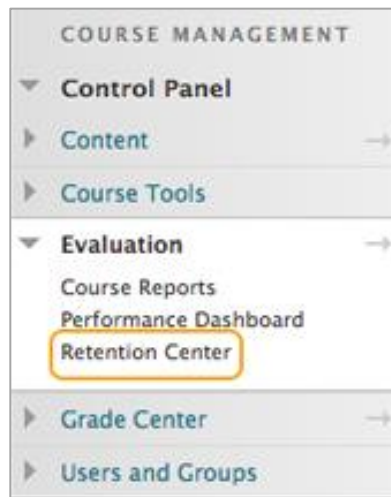 COURSE MANAGEMENT
Control Panel
Content
Course Tools
Evaluation
Course Reports
Performance Dashboard
Retention Center
Grade Center
Users and Groups